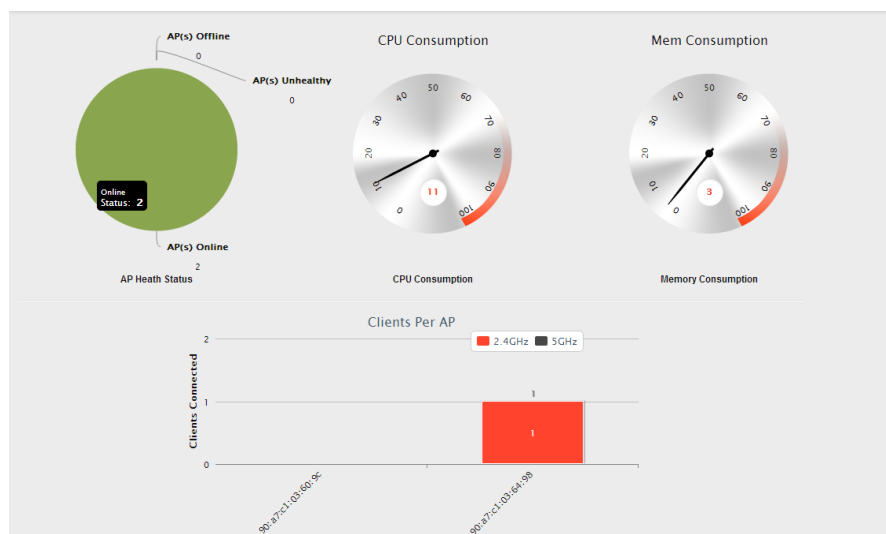 AP(s) Offline
0
AP(s) Unhealthy
0
Online
Status: 2
AP(s) Online
2
AP Heath Status
CPU Consumption
0
10
20
30
40
50
60
70
80
90
100
11
CPU Consumption
Mem Consumption
0
10
20
30
40
50
60
70
80
90
100
3
Memory Consumption
Clients Per AP
2.4GHz 5GHz
Clients Connected
2
1
0
1
1
90:a7:c1:03:60:9c
90:a7:c1:03:64:98